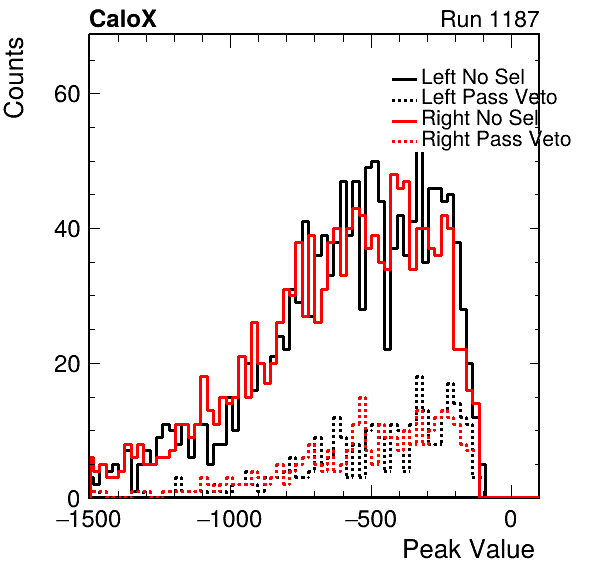 CaloX Run 1187
Counts
60
40
20
0
Left No Sel
Left Pass Veto
Right No Sel
Right Pass Veto
−1500 −1000 −500 0
Peak Value